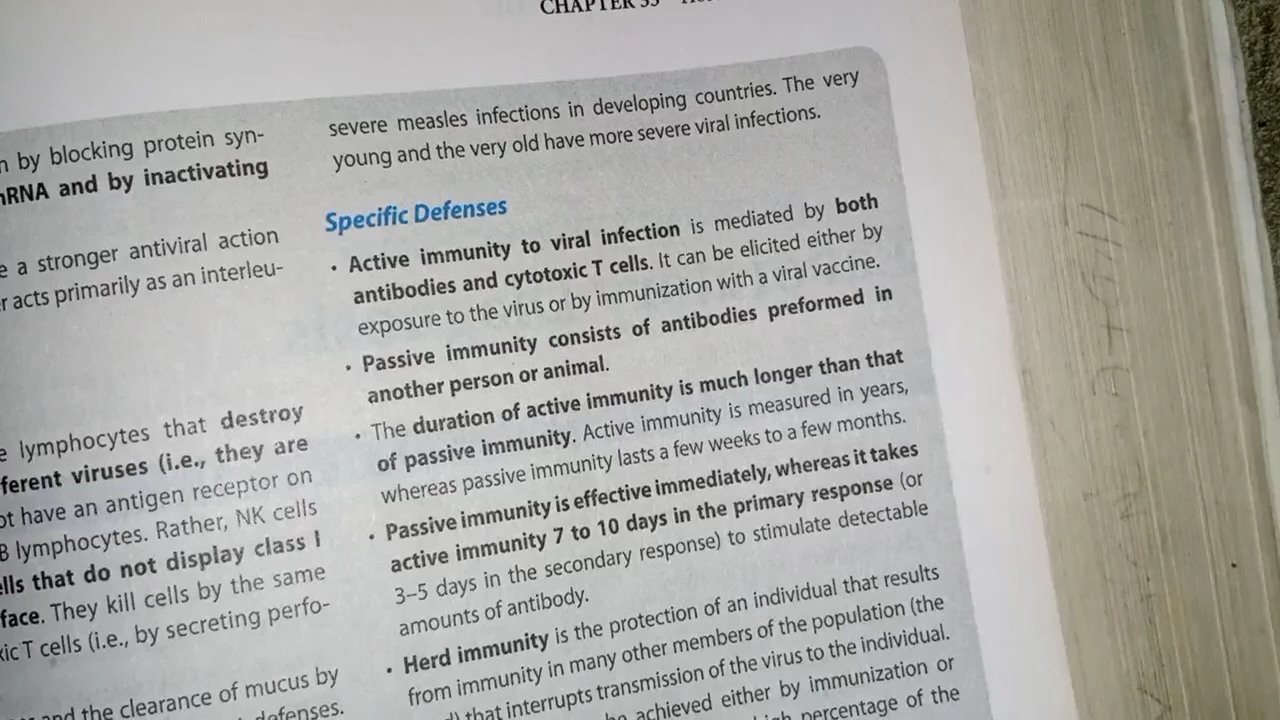 CHAPTER 33
n by blocking protein syn-
mRNA and by inactivating
e a stronger antiviral action
r acts primarily as an interleu-
e lymphocytes that destroy
ferent viruses (i.e., they are
ot have an antigen receptor on
B lymphocytes. Rather, NK cells
ells that do not display class I
face. They kill cells by the same
xic T cells (i.e., by secreting perfo-
and the clearance of mucus by
defenses.
severe measles infections in developing countries. The very
young and the very old have more severe viral infections.
Specific Defenses
• Active immunity to viral infection is mediated by both
antibodies and cytotoxic T cells. It can be elicited either by
exposure to the virus or by immunization with a viral vaccine.
• Passive immunity consists of antibodies preformed in
another person or animal.
• The duration of active immunity is much longer than that
of passive immunity. Active immunity is measured in years,
whereas passive immunity lasts a few weeks to a few months.
• Passive immunity is effective immediately, whereas it takes
active immunity 7 to 10 days in the primary response (or
3–5 days in the secondary response) to stimulate detectable
amounts of antibody.
• Herd immunity is the protection of an individual that results
from immunity in many other members of the population (the
d) that interrupts transmission of the virus to the individual.
be achieved either by immunization or
percentage of the